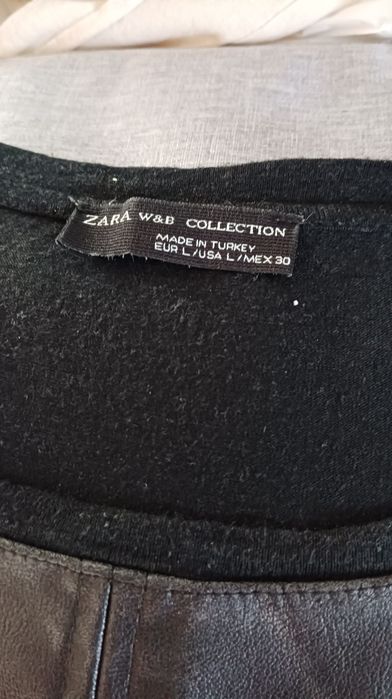 ZARA W&B COLLECTION
MADE IN TURKEY
EUR L/USA L/MEX 30